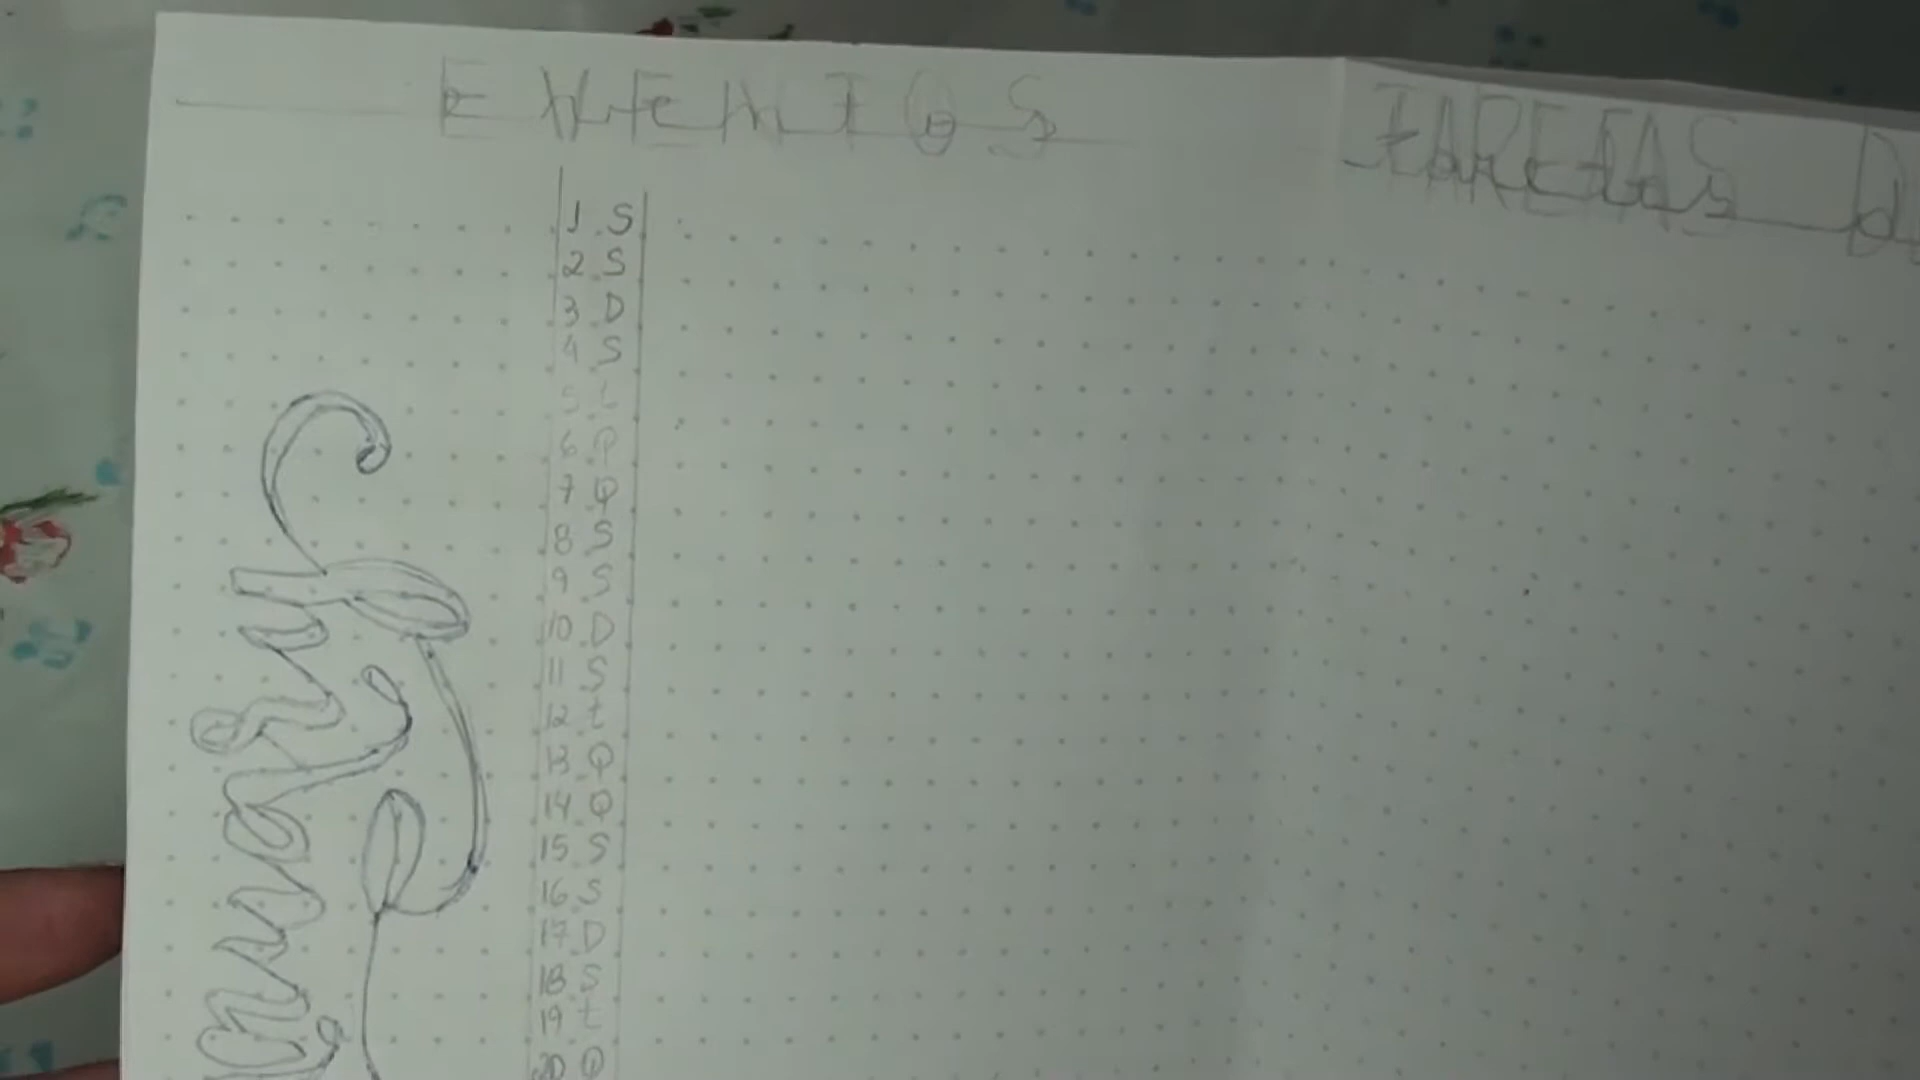 EVENTOS
TAREFAS
1 S
2 S
3 D
4 S
5 t
6 Q
7 Q
8 S
9 S
10 D
11 S
12 t
13 Q
14 Q
15 S
16 S
17 D
18 S
19 t
20 Q